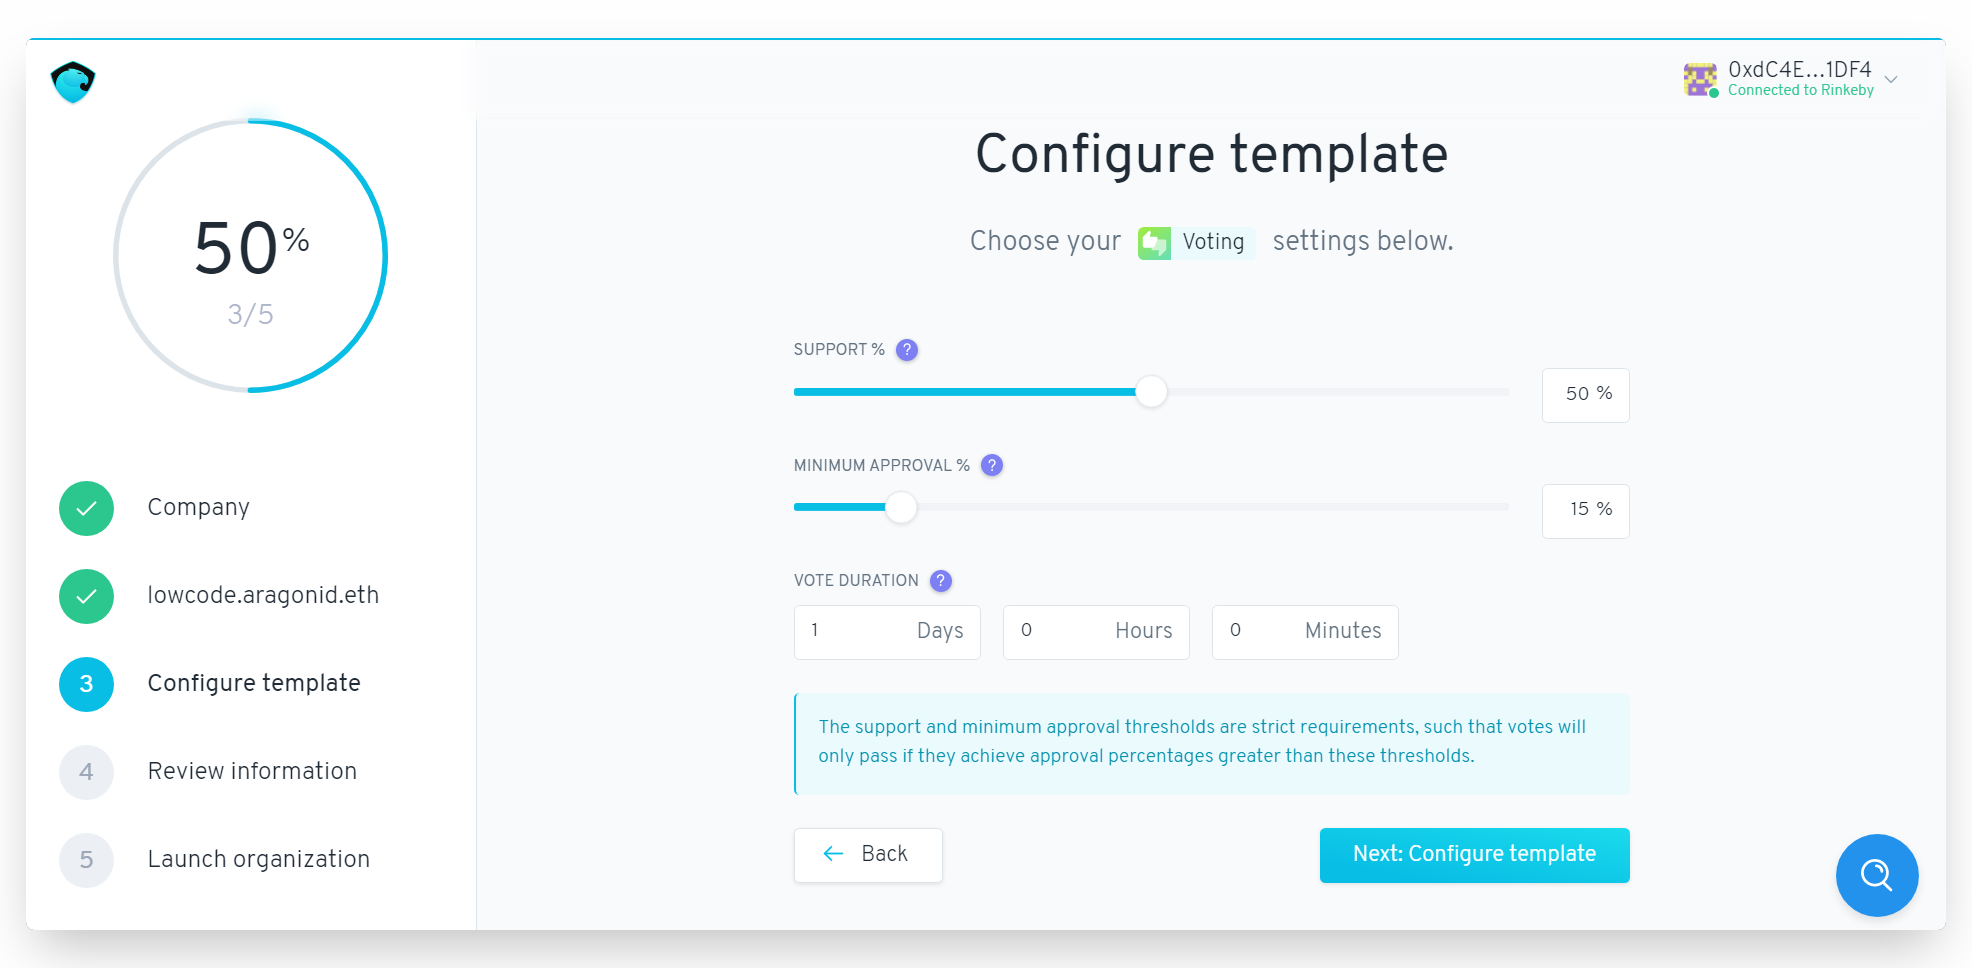 0xdC4E...1DF4
Connected to Rinkeby
50%
3/5
Company
lowcode.aragonid.eth
3 Configure template
4 Review information
5 Launch organization
Configure template
Choose your Voting settings below.
SUPPORT % ?
50 %
MINIMUM APPROVAL % ?
15 %
VOTE DURATION ?
1 Days 0 Hours 0 Minutes
The support and minimum approval thresholds are strict requirements, such that votes will
only pass if they achieve approval percentages greater than these thresholds.
Back Next: Configure template